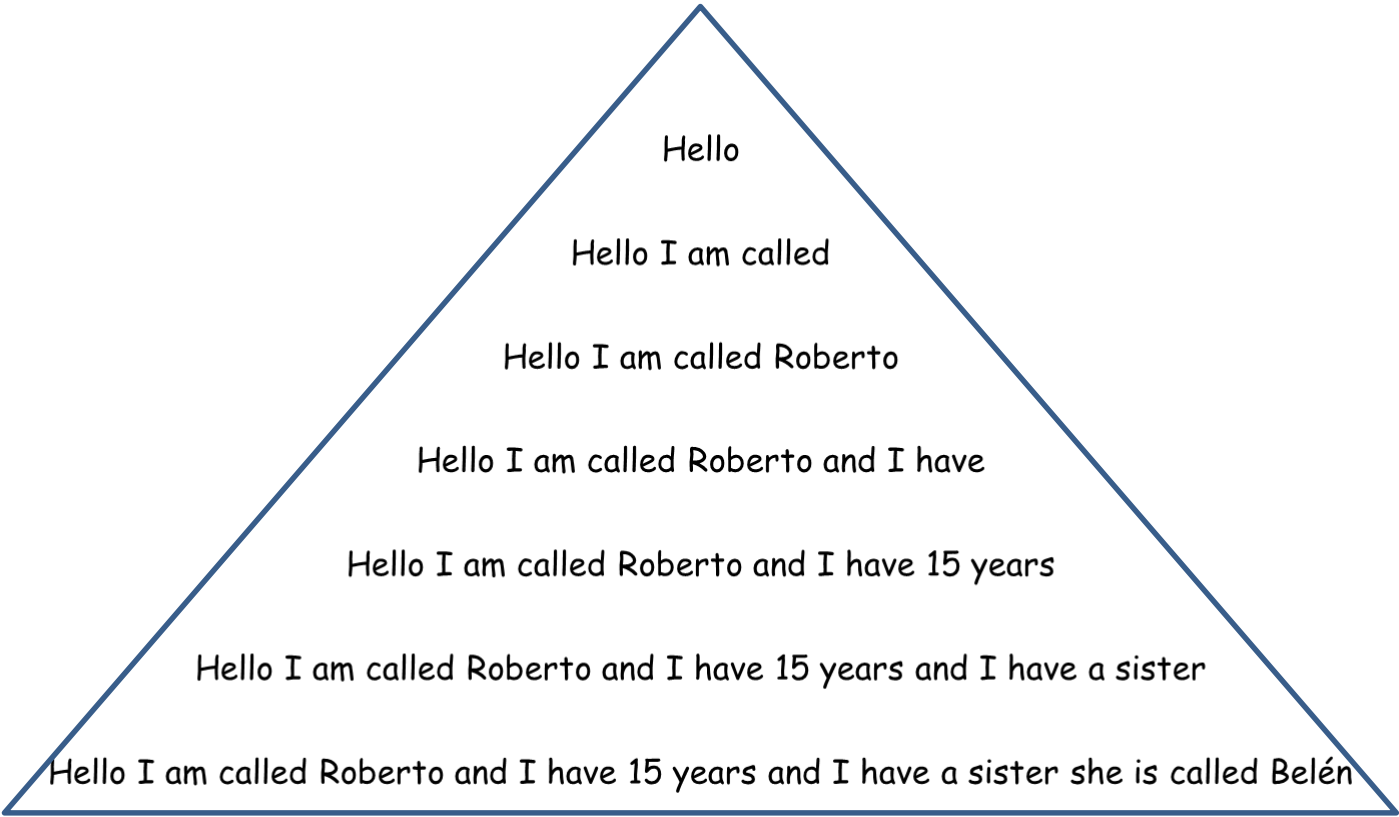 Hello
Hello I am called
Hello I am called Roberto
Hello I am called Roberto and I have
Hello I am called Roberto and I have 15 years
Hello I am called Roberto and I have 15 years and I have a sister
Hello I am called Roberto and I have 15 years and I have a sister she is called Belén